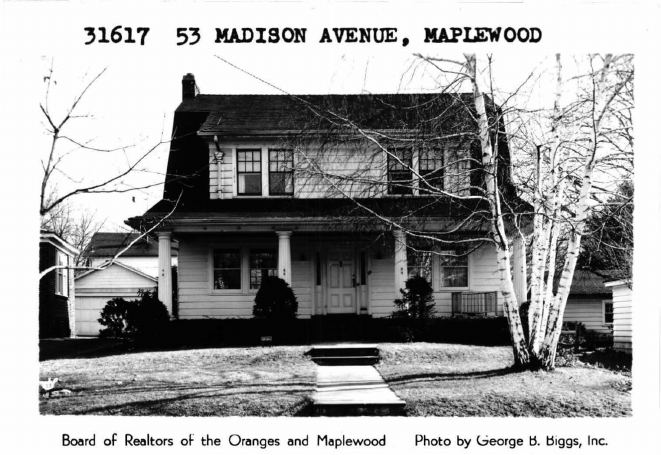 31617 53 MADISON AVENUE, MAPLEWOOD
Board of Realtors of the Oranges and Maplewood Photo by George B. Biggs, Inc.